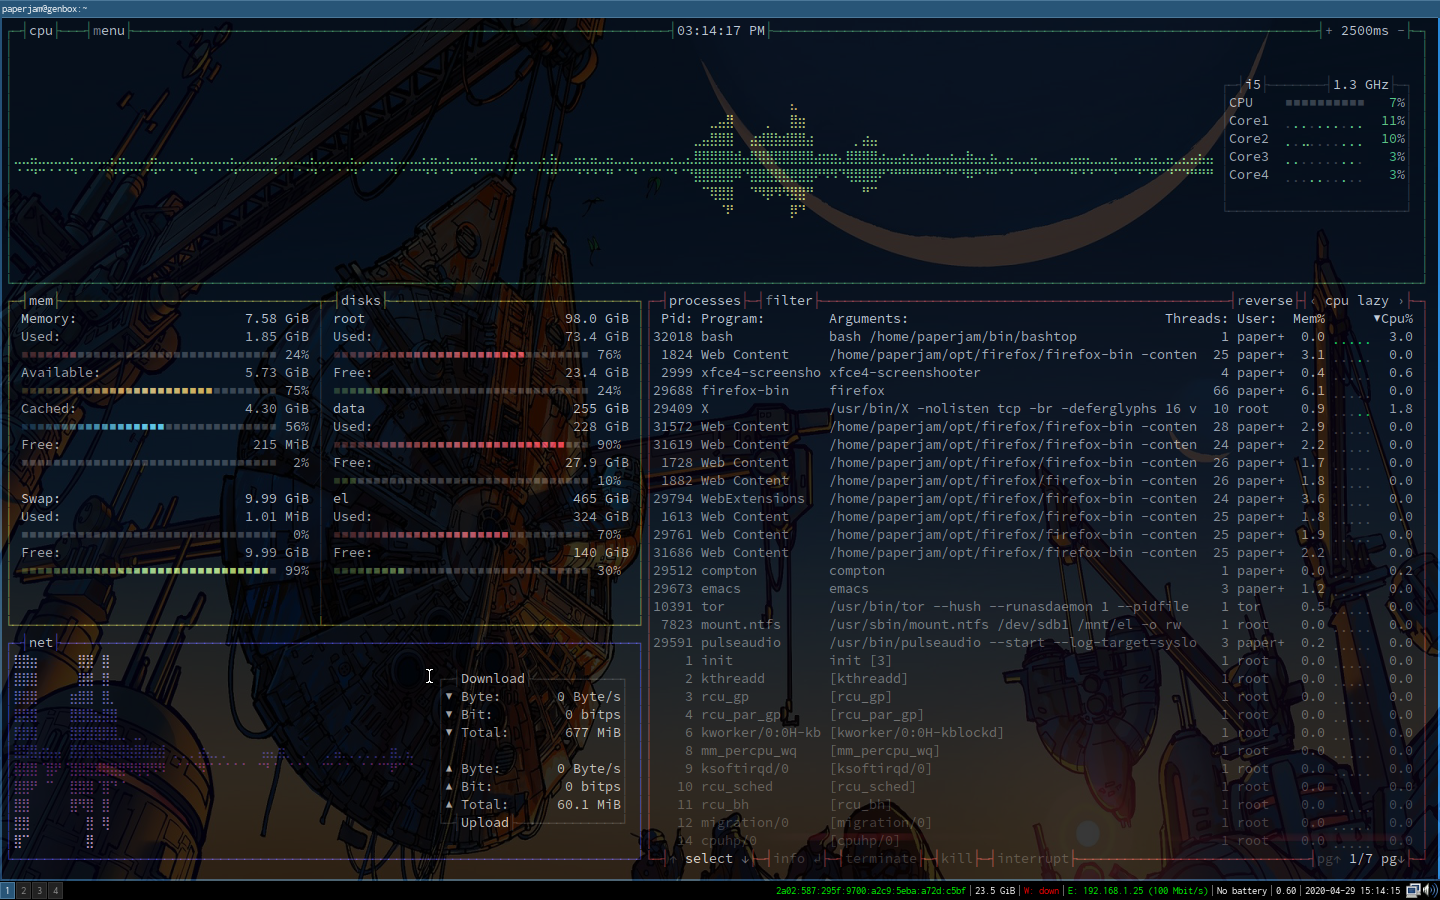 paperjam@genbox:~
cpu menu 03:14:17 PM + 2500ms −
i5 1.3 GHz
CPU 7%
Core1 11%
Core2 10%
Core3 3%
Core4 3%
mem
Memory: 7.58 GiB
Used: 1.85 GiB
24%
Available: 5.73 GiB
75%
Cached: 4.30 GiB
56%
Free: 215 MiB
2%
Swap: 9.99 GiB
Used: 1.01 MiB
0%
Free: 9.99 GiB
99%
disks
root 98.0 GiB
Used: 73.4 GiB
76%
Free: 23.4 GiB
24%
data 255 GiB
Used: 228 GiB
90%
Free: 27.9 GiB
10%
el 465 GiB
Used: 324 GiB
70%
Free: 140 GiB
30%
net
Download
▼ Byte: 0 Byte/s
▼ Bit: 0 bitps
▼ Total: 677 MiB
▲ Byte: 0 Byte/s
▲ Bit: 0 bitps
▲ Total: 60.1 MiB
Upload
processes filter reverse ‹ cpu lazy ›
Pid: Program: Arguments: Threads: User: Mem% ▼Cpu%
32018 bash bash /home/paperjam/bin/bashtop 1 paper+ 0.0 3.0
1824 Web Content /home/paperjam/opt/firefox/firefox-bin -conten 25 paper+ 3.1 0.0
2999 xfce4-screensho xfce4-screenshooter 4 paper+ 0.4 0.6
29688 firefox-bin firefox 66 paper+ 6.1 0.0
29409 X /usr/bin/X -nolisten tcp -br -deferglyphs 16 v 10 root 0.9 1.8
31572 Web Content /home/paperjam/opt/firefox/firefox-bin -conten 28 paper+ 2.9 0.0
31619 Web Content /home/paperjam/opt/firefox/firefox-bin -conten 24 paper+ 2.2 0.0
1728 Web Content /home/paperjam/opt/firefox/firefox-bin -conten 26 paper+ 1.7 0.0
1882 Web Content /home/paperjam/opt/firefox/firefox-bin -conten 26 paper+ 1.8 0.0
29794 WebExtensions /home/paperjam/opt/firefox/firefox-bin -conten 24 paper+ 3.6 0.0
1613 Web Content /home/paperjam/opt/firefox/firefox-bin -conten 25 paper+ 1.8 0.0
29761 Web Content /home/paperjam/opt/firefox/firefox-bin -conten 25 paper+ 1.9 0.0
31686 Web Content /home/paperjam/opt/firefox/firefox-bin -conten 25 paper+ 2.2 0.0
29512 compton compton 1 paper+ 0.0 0.2
29673 emacs emacs 3 paper+ 1.2 0.0
10391 tor /usr/bin/tor --hush --runasdaemon 1 --pidfile 1 tor 0.5 0.0
7823 mount.ntfs /usr/sbin/mount.ntfs /dev/sdb1 /mnt/el -o rw 1 root 0.0 0.0
29591 pulseaudio /usr/bin/pulseaudio --start --log-target=syslo 3 paper+ 0.2 0.0
1 init init [3] 1 root 0.0 0.0
2 kthreadd [kthreadd] 1 root 0.0 0.0
3 rcu_gp [rcu_gp] 1 root 0.0 0.0
4 rcu_par_gp [rcu_par_gp] 1 root 0.0 0.0
6 kworker/0:0H-kb [kworker/0:0H-kblockd] 1 root 0.0 0.0
8 mm_percpu_wq [mm_percpu_wq] 1 root 0.0 0.0
9 ksoftirqd/0 [ksoftirqd/0] 1 root 0.0 0.0
10 rcu_sched [rcu_sched] 1 root 0.0 0.0
11 rcu_bh [rcu_bh] 1 root 0.0 0.0
12 migration/0 [migration/0] 1 root 0.0 0.0
14 cpuhp/0 [cpuhp/0] 1 root 0.0 0.0
↑ select ↓ info ↲ terminate kill interrupt pg↑ 1/7 pg↓
1 2 3 4 2a02:587:295f:9700:a2c9:5eba:a72d:c5bf | 23.5 GiB | W: down | E: 192.168.1.25 (100 Mbit/s) | No battery | 0.60 | 2020-04-29 15:14:15